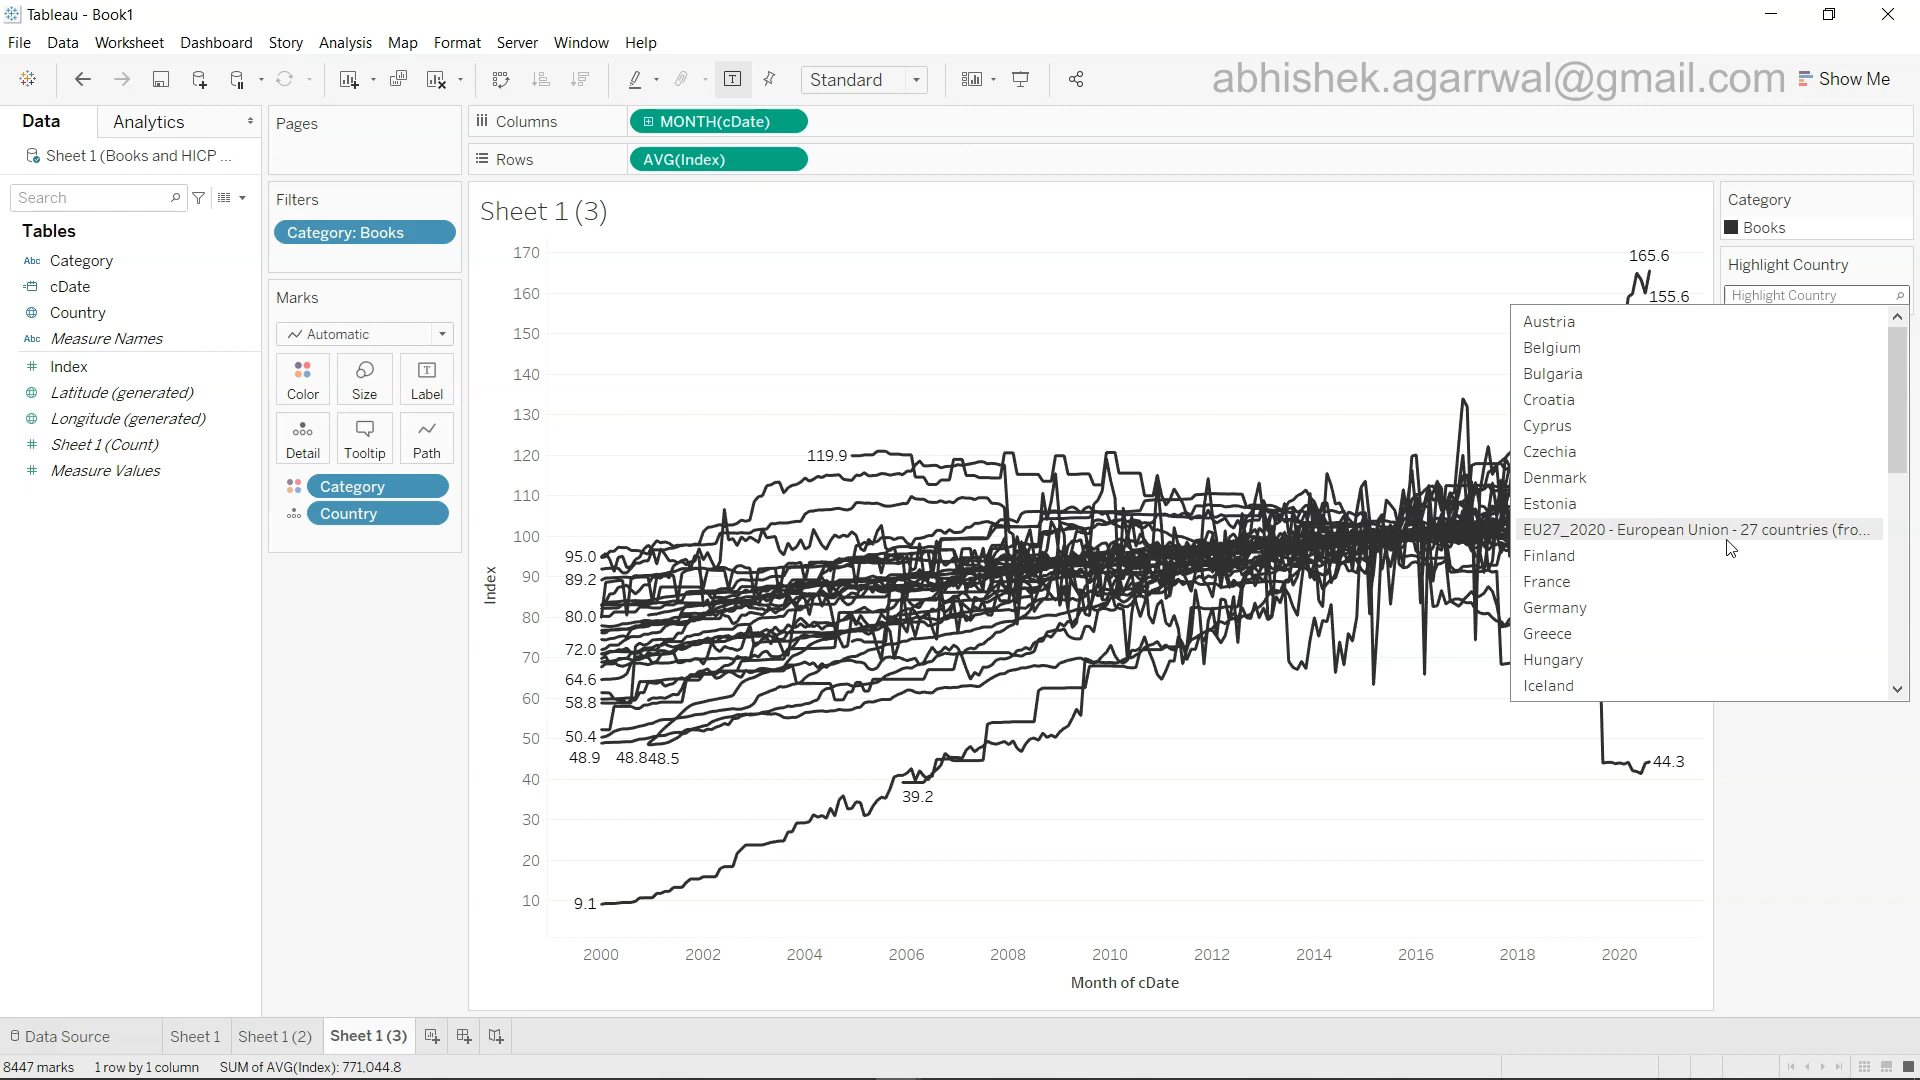 Tableau - Book1
File Data Worksheet Dashboard Story Analysis Map Format Server Window Help
Standard
abhishek.agarrwal@gmail.com
Show Me
Data
Analytics
Pages
Columns
MONTH(cDate)
Sheet 1 (Books and HICP ...
Rows
AVG(Index)
Search
Filters
Category: Books
Tables
Abc Category
cDate
Country
Abc Measure Names
# Index
Latitude (generated)
Longitude (generated)
# Sheet 1 (Count)
# Measure Values
Marks
Automatic
Color Size Label
Detail Tooltip Path
Category
Country
Sheet 1 (3)
170
160
150
140
130
120
110
100
90
80
70
60
50
40
30
20
10
Index
165.6
155.6
119.9
95.0
89.2
80.0
72.0
64.6
58.8
50.4
48.9 48.848.5
39.2
9.1
44.3
2000 2002 2004 2006 2008 2010 2012 2014 2016 2018 2020
Month of cDate
Category
Books
Highlight Country
Highlight Country
Austria
Belgium
Bulgaria
Croatia
Cyprus
Czechia
Denmark
Estonia
EU27_2020 - European Union - 27 countries (fro...
Finland
France
Germany
Greece
Hungary
Iceland
Data Source Sheet 1 Sheet 1 (2) Sheet 1 (3)
8447 marks 1 row by 1 column SUM of AVG(Index): 771,044.8